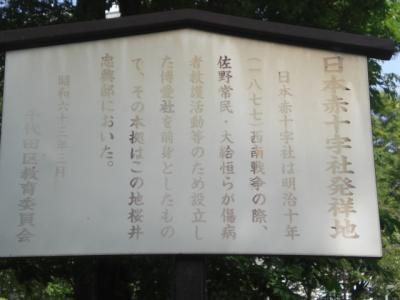 日本赤十字社発祥地
日本赤十字社は明治十年
(一八七七)西南戦争の際、
佐野常民・大給恒らが傷病
者救護活動等のため設立し
た博愛社を前身としたもの
で、その本拠はこの地桜井
忠興邸においた。
昭和六十三年三月
千代田区教育委員会